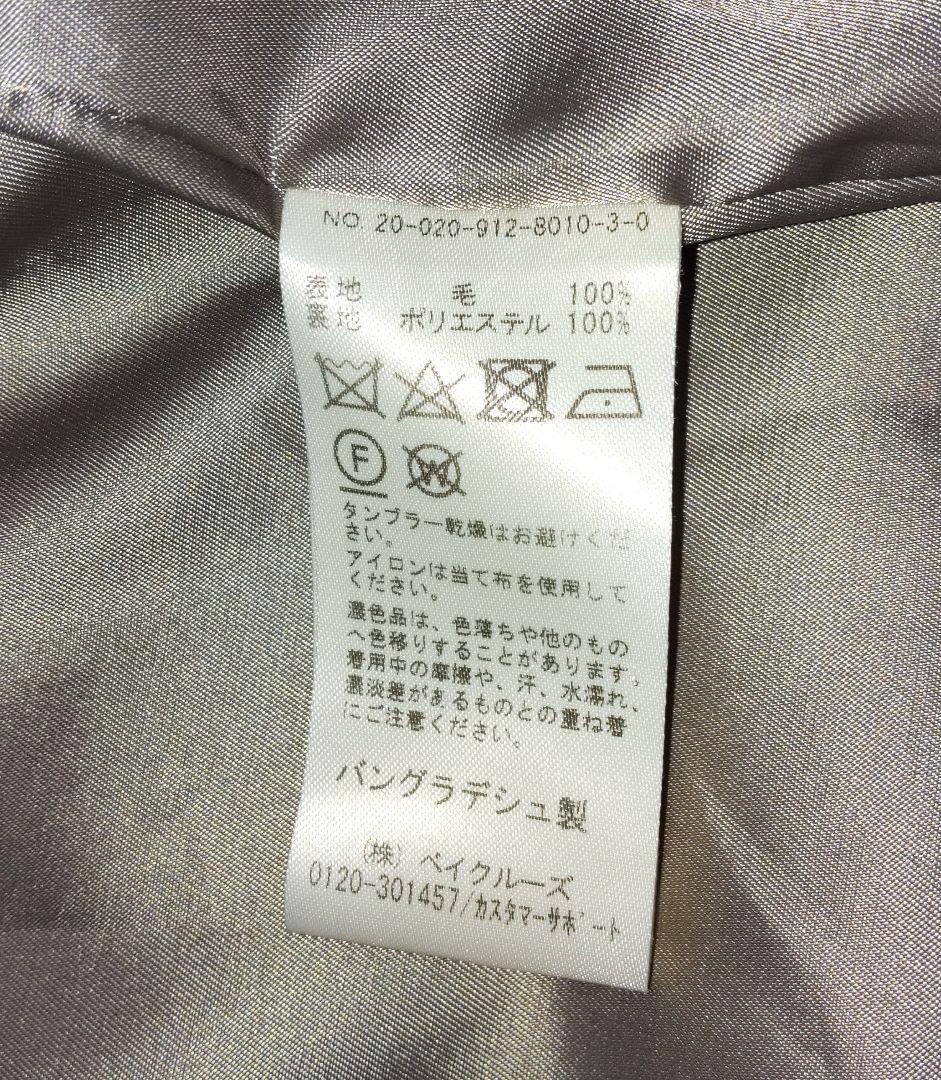 NO. 20-020-912-8010-3-0
表地 毛 100%
裏地 ポリエステル 100%
F W
タンブラー乾燥はお避けくだ
さい。
アイロンは当て布を使用して
ください。
濃色品は、色落ちや他のもの
へ色移りすることがあります。
着用中の摩擦や、汗、水濡れ、
濃淡差があるものとの重ね着
にご注意ください。
バングラデシュ製
(株) ベイクルーズ
0120-301457/カスタマーサポート